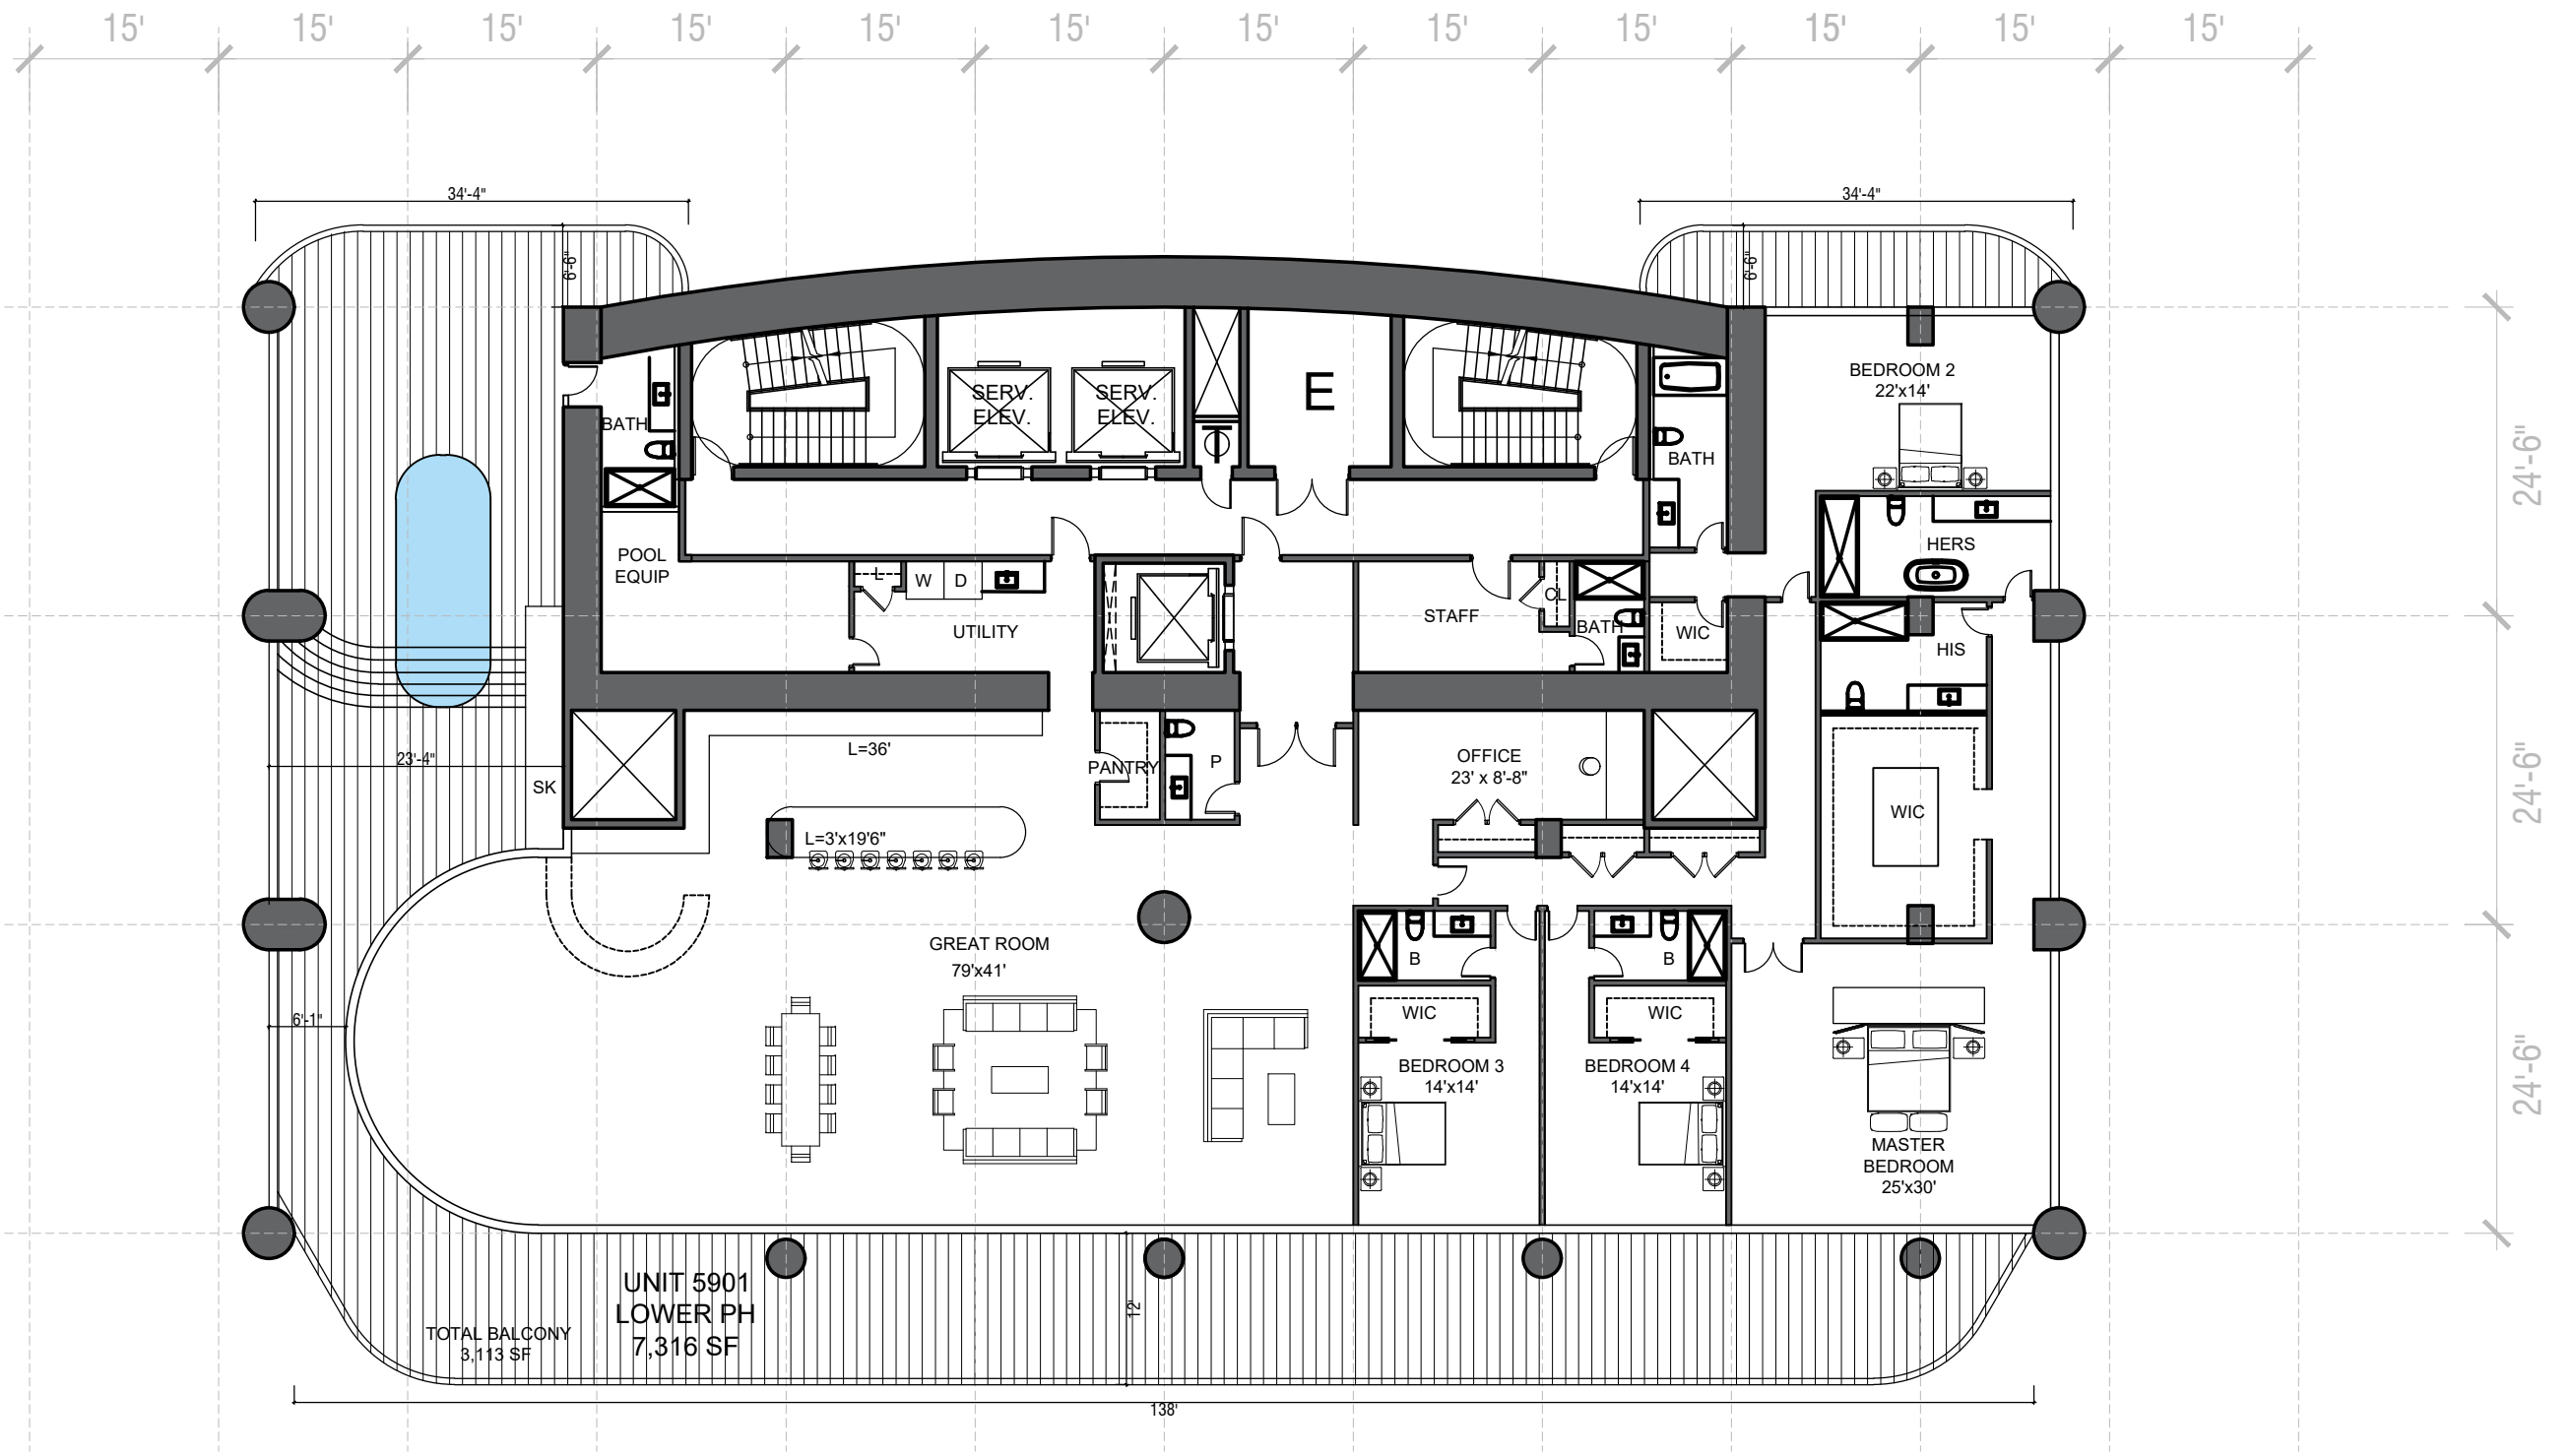 15' 15' 15' 15' 15' 15' 15' 15' 15' 15' 15' 15'
34'-4"
34'-4"
6'-6"
6'-6"
SERV.
ELEV.
SERV.
ELEV.
E
BATH
BATH
BEDROOM 2
22'x14'
24'-6"
POOL
EQUIP
L
W
D
UTILITY
STAFF
CL
BATH
WIC
HERS
HIS
L=36'
PANTRY
P
OFFICE
23' x 8'-8"
23'-4"
SK
WIC
24'-6"
L=3'x19'6"
GREAT ROOM
79'x41'
B
B
6'-1"
WIC
WIC
BEDROOM 3
14'x14'
BEDROOM 4
14'x14'
24'-6"
MASTER
BEDROOM
25'x30'
UNIT 5901
LOWER PH
7,316 SF
TOTAL BALCONY
3,113 SF
12'
138'